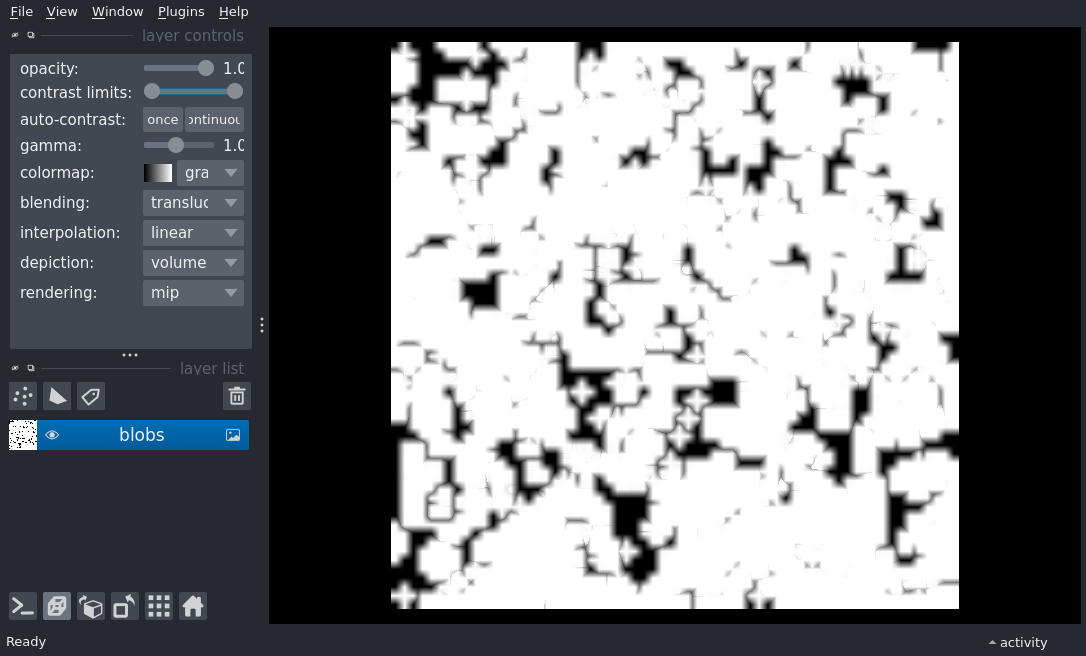 File View Window Plugins Help
layer controls
opacity: 1.0
contrast limits:
auto-contrast: once ontinuou
gamma: 1.0
colormap: gra
blending: transluc
interpolation: linear
depiction: volume
rendering: mip
layer list
blobs
Ready
activity